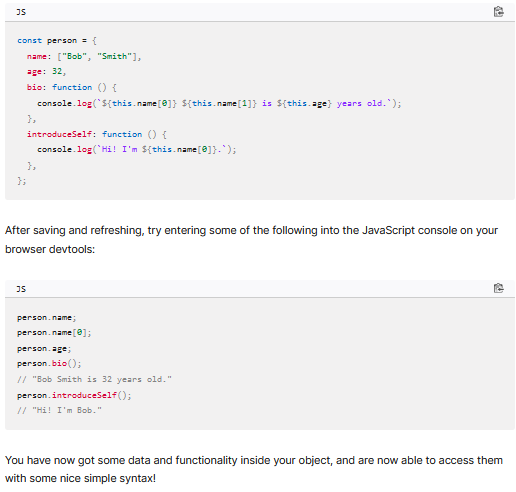 JS
const person = {
  name: ["Bob", "Smith"],
  age: 32,
  bio: function () {
    console.log(`${this.name[0]} ${this.name[1]} is ${this.age} years old.`);
  },
  introduceSelf: function () {
    console.log(`Hi! I'm ${this.name[0]}.`);
  },
};
After saving and refreshing, try entering some of the following into the JavaScript console on your
browser devtools:
JS
person.name;
person.name[0];
person.age;
person.bio();
// "Bob Smith is 32 years old."
person.introduceSelf();
// "Hi! I'm Bob."
You have now got some data and functionality inside your object, and are now able to access them
with some nice simple syntax!